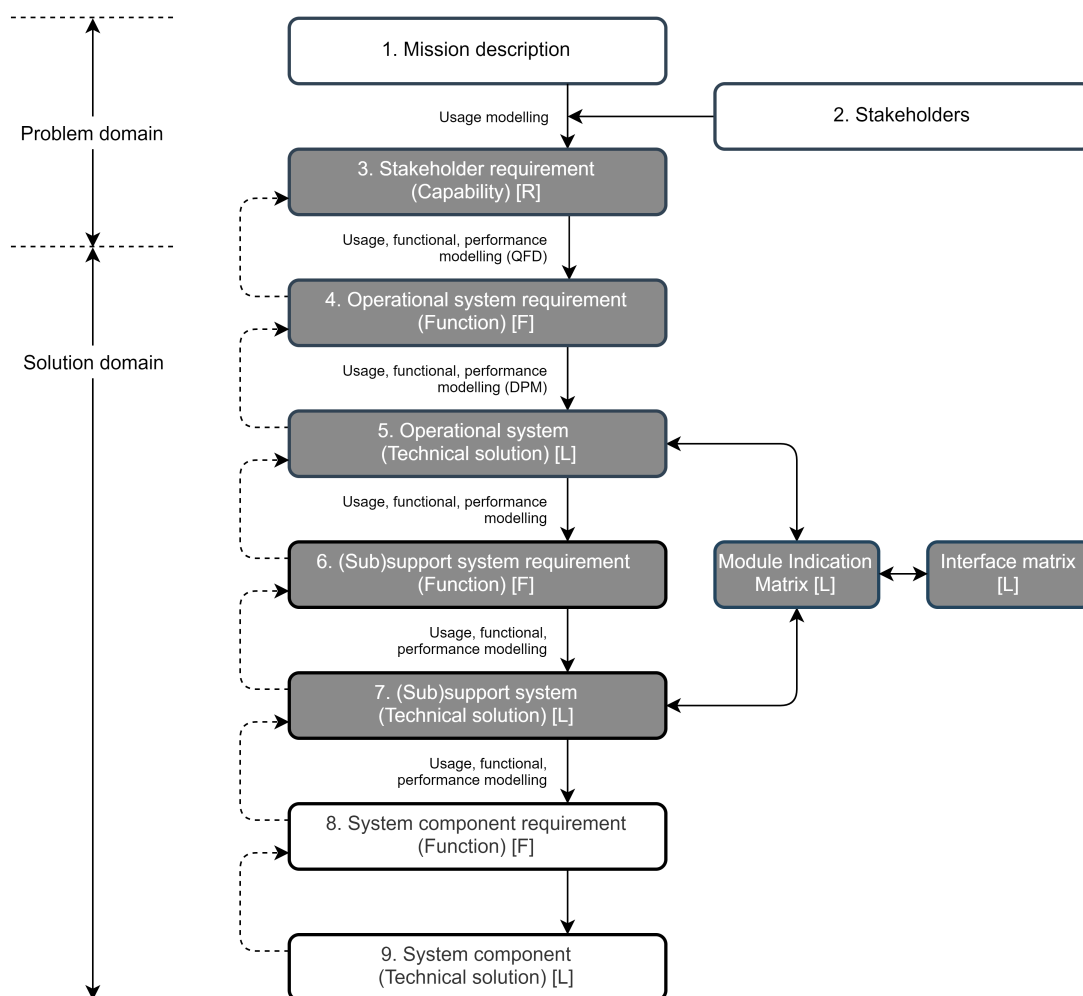 1. Mission description
Usage modelling
2. Stakeholders
Problem domain
3. Stakeholder requirement
(Capability) [R]
Usage, functional, performance
modelling (QFD)
4. Operational system requirement
(Function) [F]
Solution domain
Usage, functional, performance
modelling (DPM)
5. Operational system
(Technical solution) [L]
Usage, functional, performance
modelling
6. (Sub)support system requirement
(Function) [F]
Module Indication
Matrix [L]
Interface matrix
[L]
Usage, functional,
performance modelling
7. (Sub)support system
(Technical solution) [L]
Usage, functional,
performance modelling
8. System component requirement
(Function) [F]
9. System component
(Technical solution) [L]